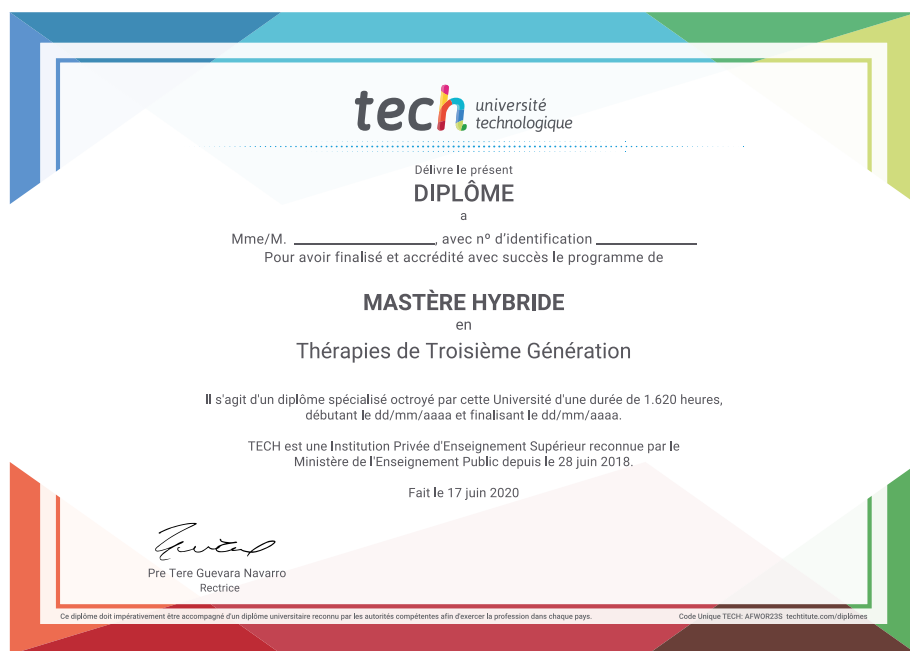 tech université
technologique
Délivre le présent
DIPLÔME
a
Mme/M. ____________________, avec nº d'identification ______________
Pour avoir finalisé et accrédité avec succès le programme de
MASTÈRE HYBRIDE
en
Thérapies de Troisième Génération
Il s'agit d'un diplôme spécialisé octroyé par cette Université d'une durée de 1.620 heures,
débutant le dd/mm/aaaa et finalisant le dd/mm/aaaa.
TECH est une Institution Privée d'Enseignement Supérieur reconnue par le
Ministère de l'Enseignement Public depuis le 28 juin 2018.
Fait le 17 juin 2020
Pre Tere Guevara Navarro
Rectrice
Ce diplôme doit impérativement être accompagné d'un diplôme universitaire reconnu par les autorités compétentes afin d'exercer la profession dans chaque pays. Code Unique TECH: AFWOR23S techtitute.com/diplômes